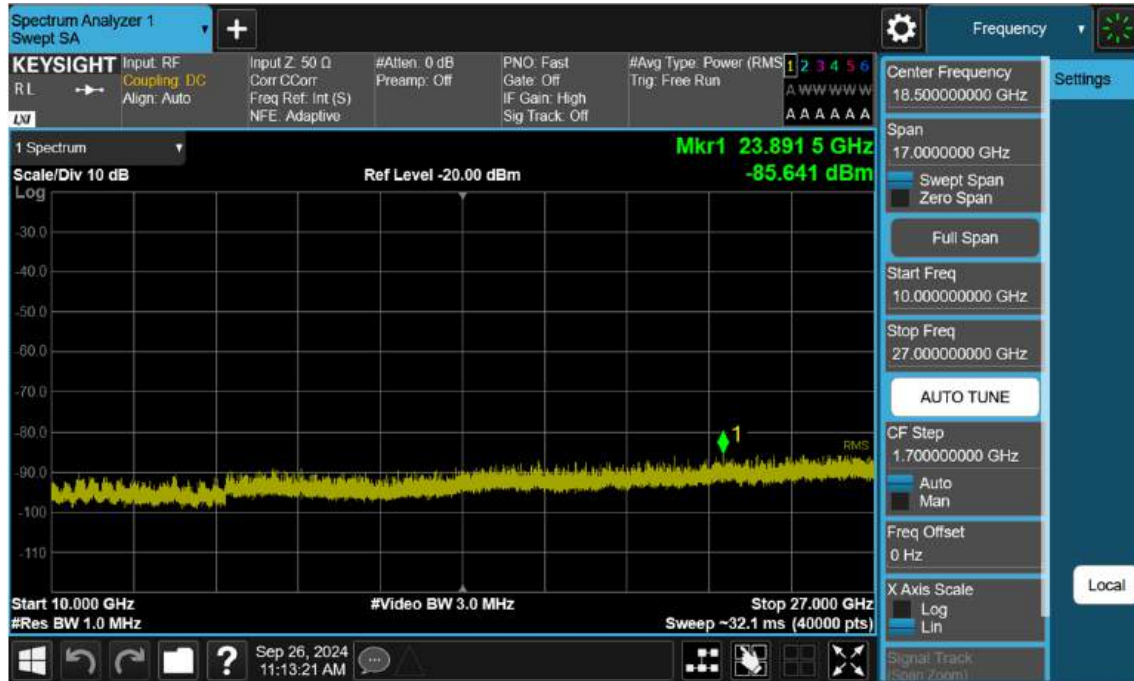 Spectrum Analyzer 1
Swept SA
+
Frequency
KEYSIGHT
RL
LXI
Input: RF
Coupling: DC
Align: Auto
Input Z: 50 Ω
Corr CCorr
Freq Ref: Int (S)
NFE: Adaptive
#Atten: 0 dB
Preamp: Off
PNO: Fast
Gate: Off
IF Gain: High
Sig Track: Off
#Avg Type: Power (RMS
Trig: Free Run
1 2 3 4 5 6
A W W W W W
A A A A A A
Center Frequency
18.500000000 GHz
Settings
Span
17.0000000 GHz
Swept Span
Zero Span
Full Span
Start Freq
10.000000000 GHz
Stop Freq
27.000000000 GHz
AUTO TUNE
CF Step
1.700000000 GHz
Auto
Man
Freq Offset
0 Hz
X Axis Scale
Log
Lin
Signal Track
(Span Zoom)
Local
1 Spectrum
Mkr1 23.891 5 GHz
-85.641 dBm
Scale/Div 10 dB
Ref Level -20.00 dBm
Log
-30.0
-40.0
-50.0
-60.0
-70.0
-80.0
-90.0
-100
-110
1
RMS
Start 10.000 GHz
#Video BW 3.0 MHz
Stop 27.000 GHz
#Res BW 1.0 MHz
Sweep ~32.1 ms (40000 pts)
?
Sep 26, 2024
11:13:21 AM